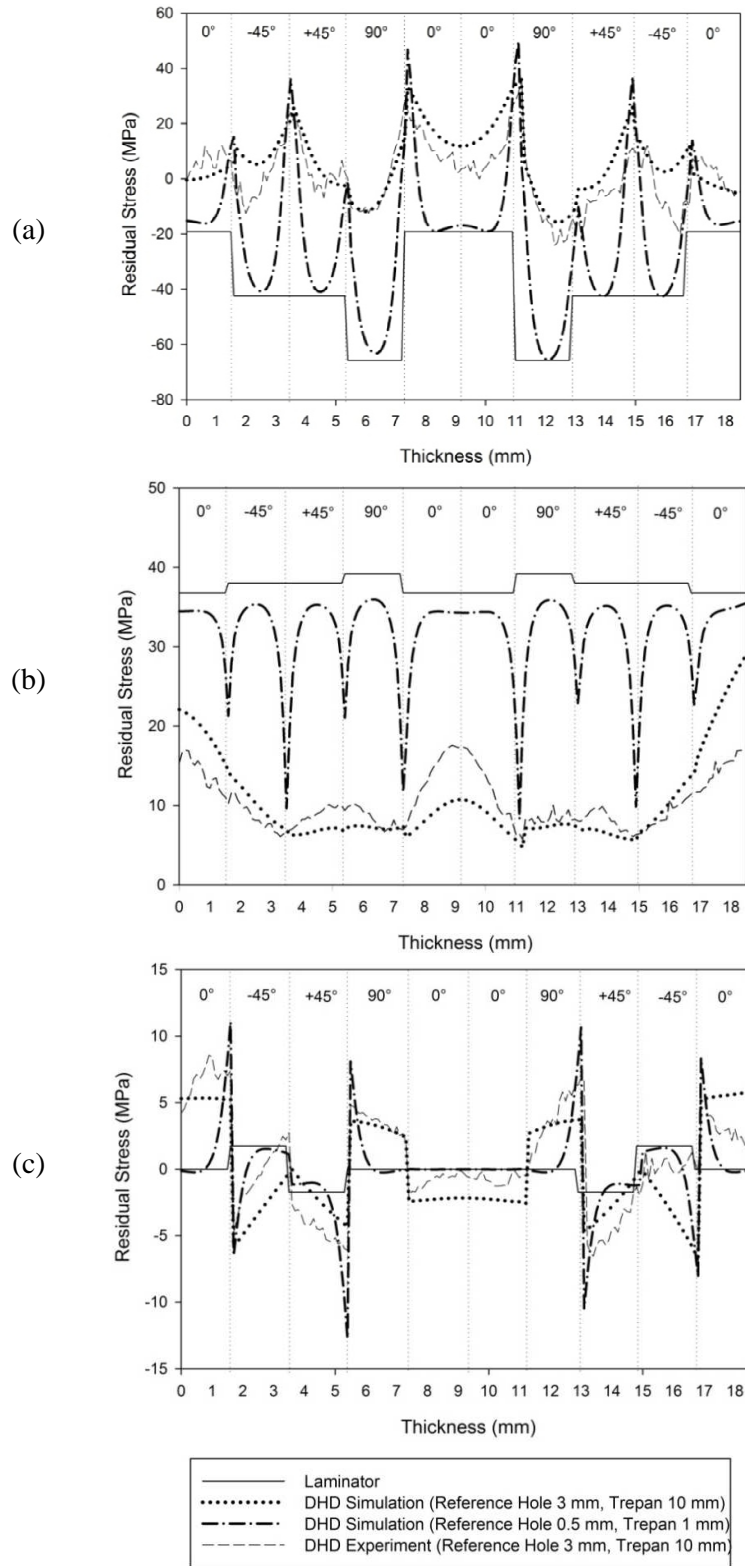 (a)
Residual Stress (MPa)
60
40
20
0
-20
-40
-60
-80
0° -45° +45° 90° 0° 0° 90° +45° -45° 0°
0 1 2 3 4 5 6 7 8 9 10 11 12 13 14 15 16 17 18
Thickness (mm)
(b)
Residual Stress (MPa)
50
40
30
20
10
0
0° -45° +45° 90° 0° 0° 90° +45° -45° 0°
0 1 2 3 4 5 6 7 8 9 10 11 12 13 14 15 16 17 18
Thickness (mm)
(c)
Residual Stress (MPa)
15
10
5
0
-5
-10
-15
0° -45° +45° 90° 0° 0° 90° +45° -45° 0°
0 1 2 3 4 5 6 7 8 9 10 11 12 13 14 15 16 17 18
Thickness (mm)
Laminator
DHD Simulation (Reference Hole 3 mm, Trepan 10 mm)
DHD Simulation (Reference Hole 0.5 mm, Trepan 1 mm)
DHD Experiment (Reference Hole 3 mm, Trepan 10 mm)